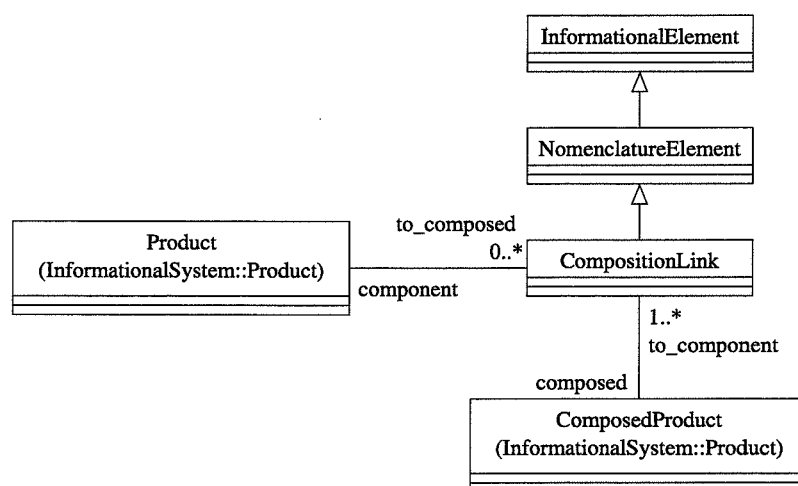 InformationalElement
NomenclatureElement
to_composed
Product
(InformationalSystem::Product)
0..*
CompositionLink
component
1..*
to_component
composed
ComposedProduct
(InformationalSystem::Product)